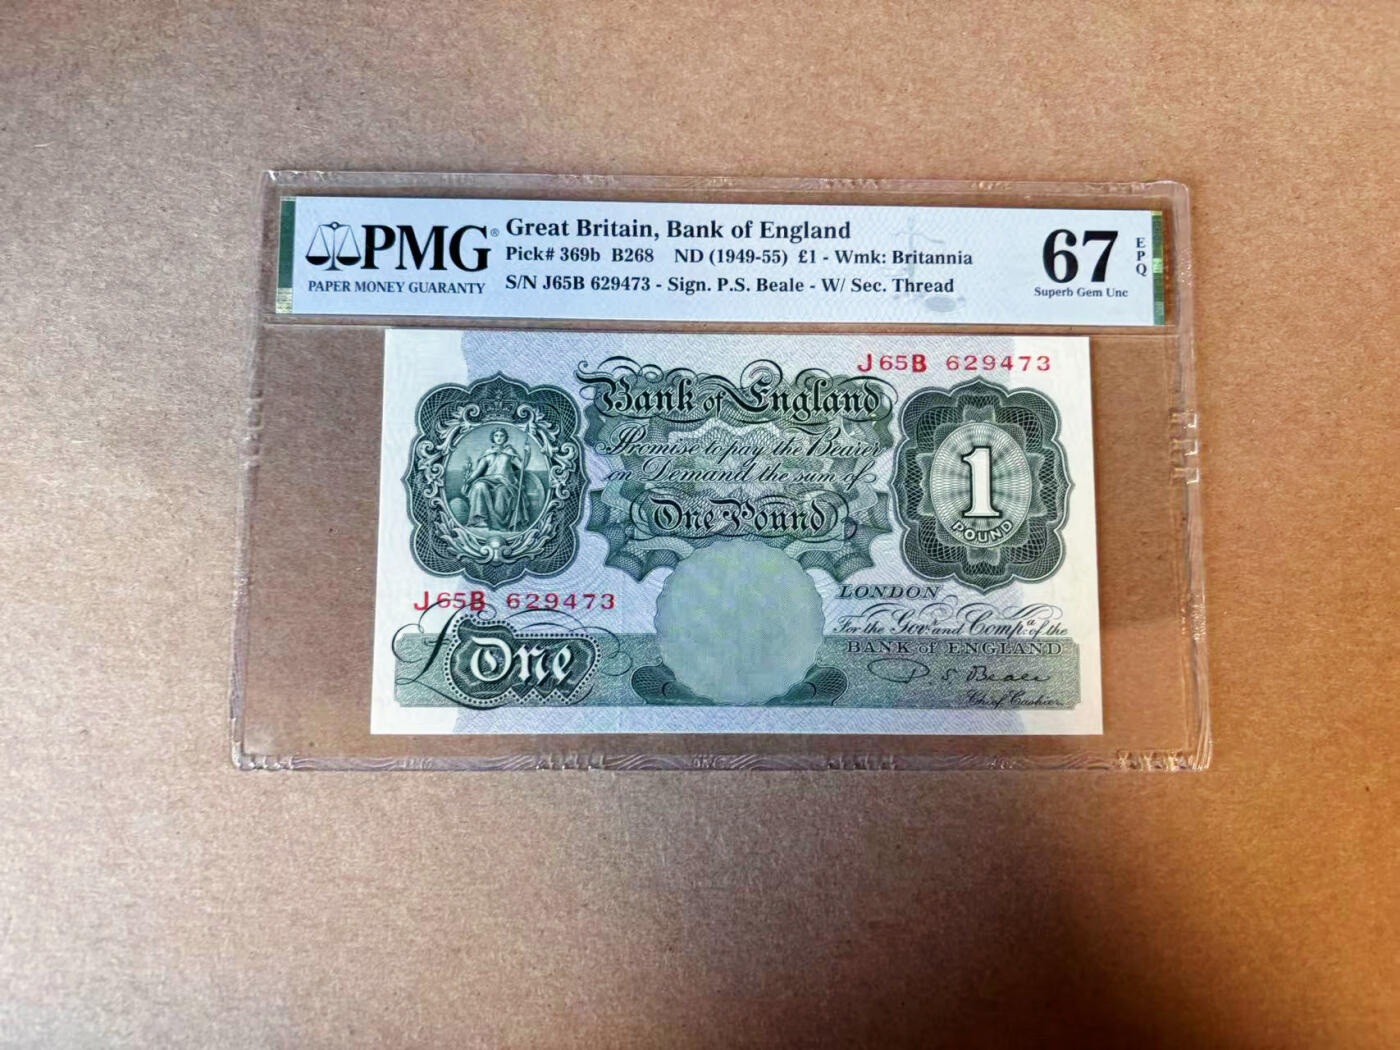 PMG®
PAPER MONEY GUARANTY
Great Britain, Bank of England
Pick# 369b B268 ND (1949-55) £1 - Wmk: Britannia
S/N J65B 629473 - Sign. P.S. Beale - W/ Sec. Thread
67 EPQ
Superb Gem Unc
J65B 629473
Bank of England
Promise to pay the Bearer
on Demand the sum of
One Pound
1
POUND
J65B 629473
£One
LONDON
For the Govr. and Compa. of the
BANK of ENGLAND
P. S. Beale
Chief Cashier.